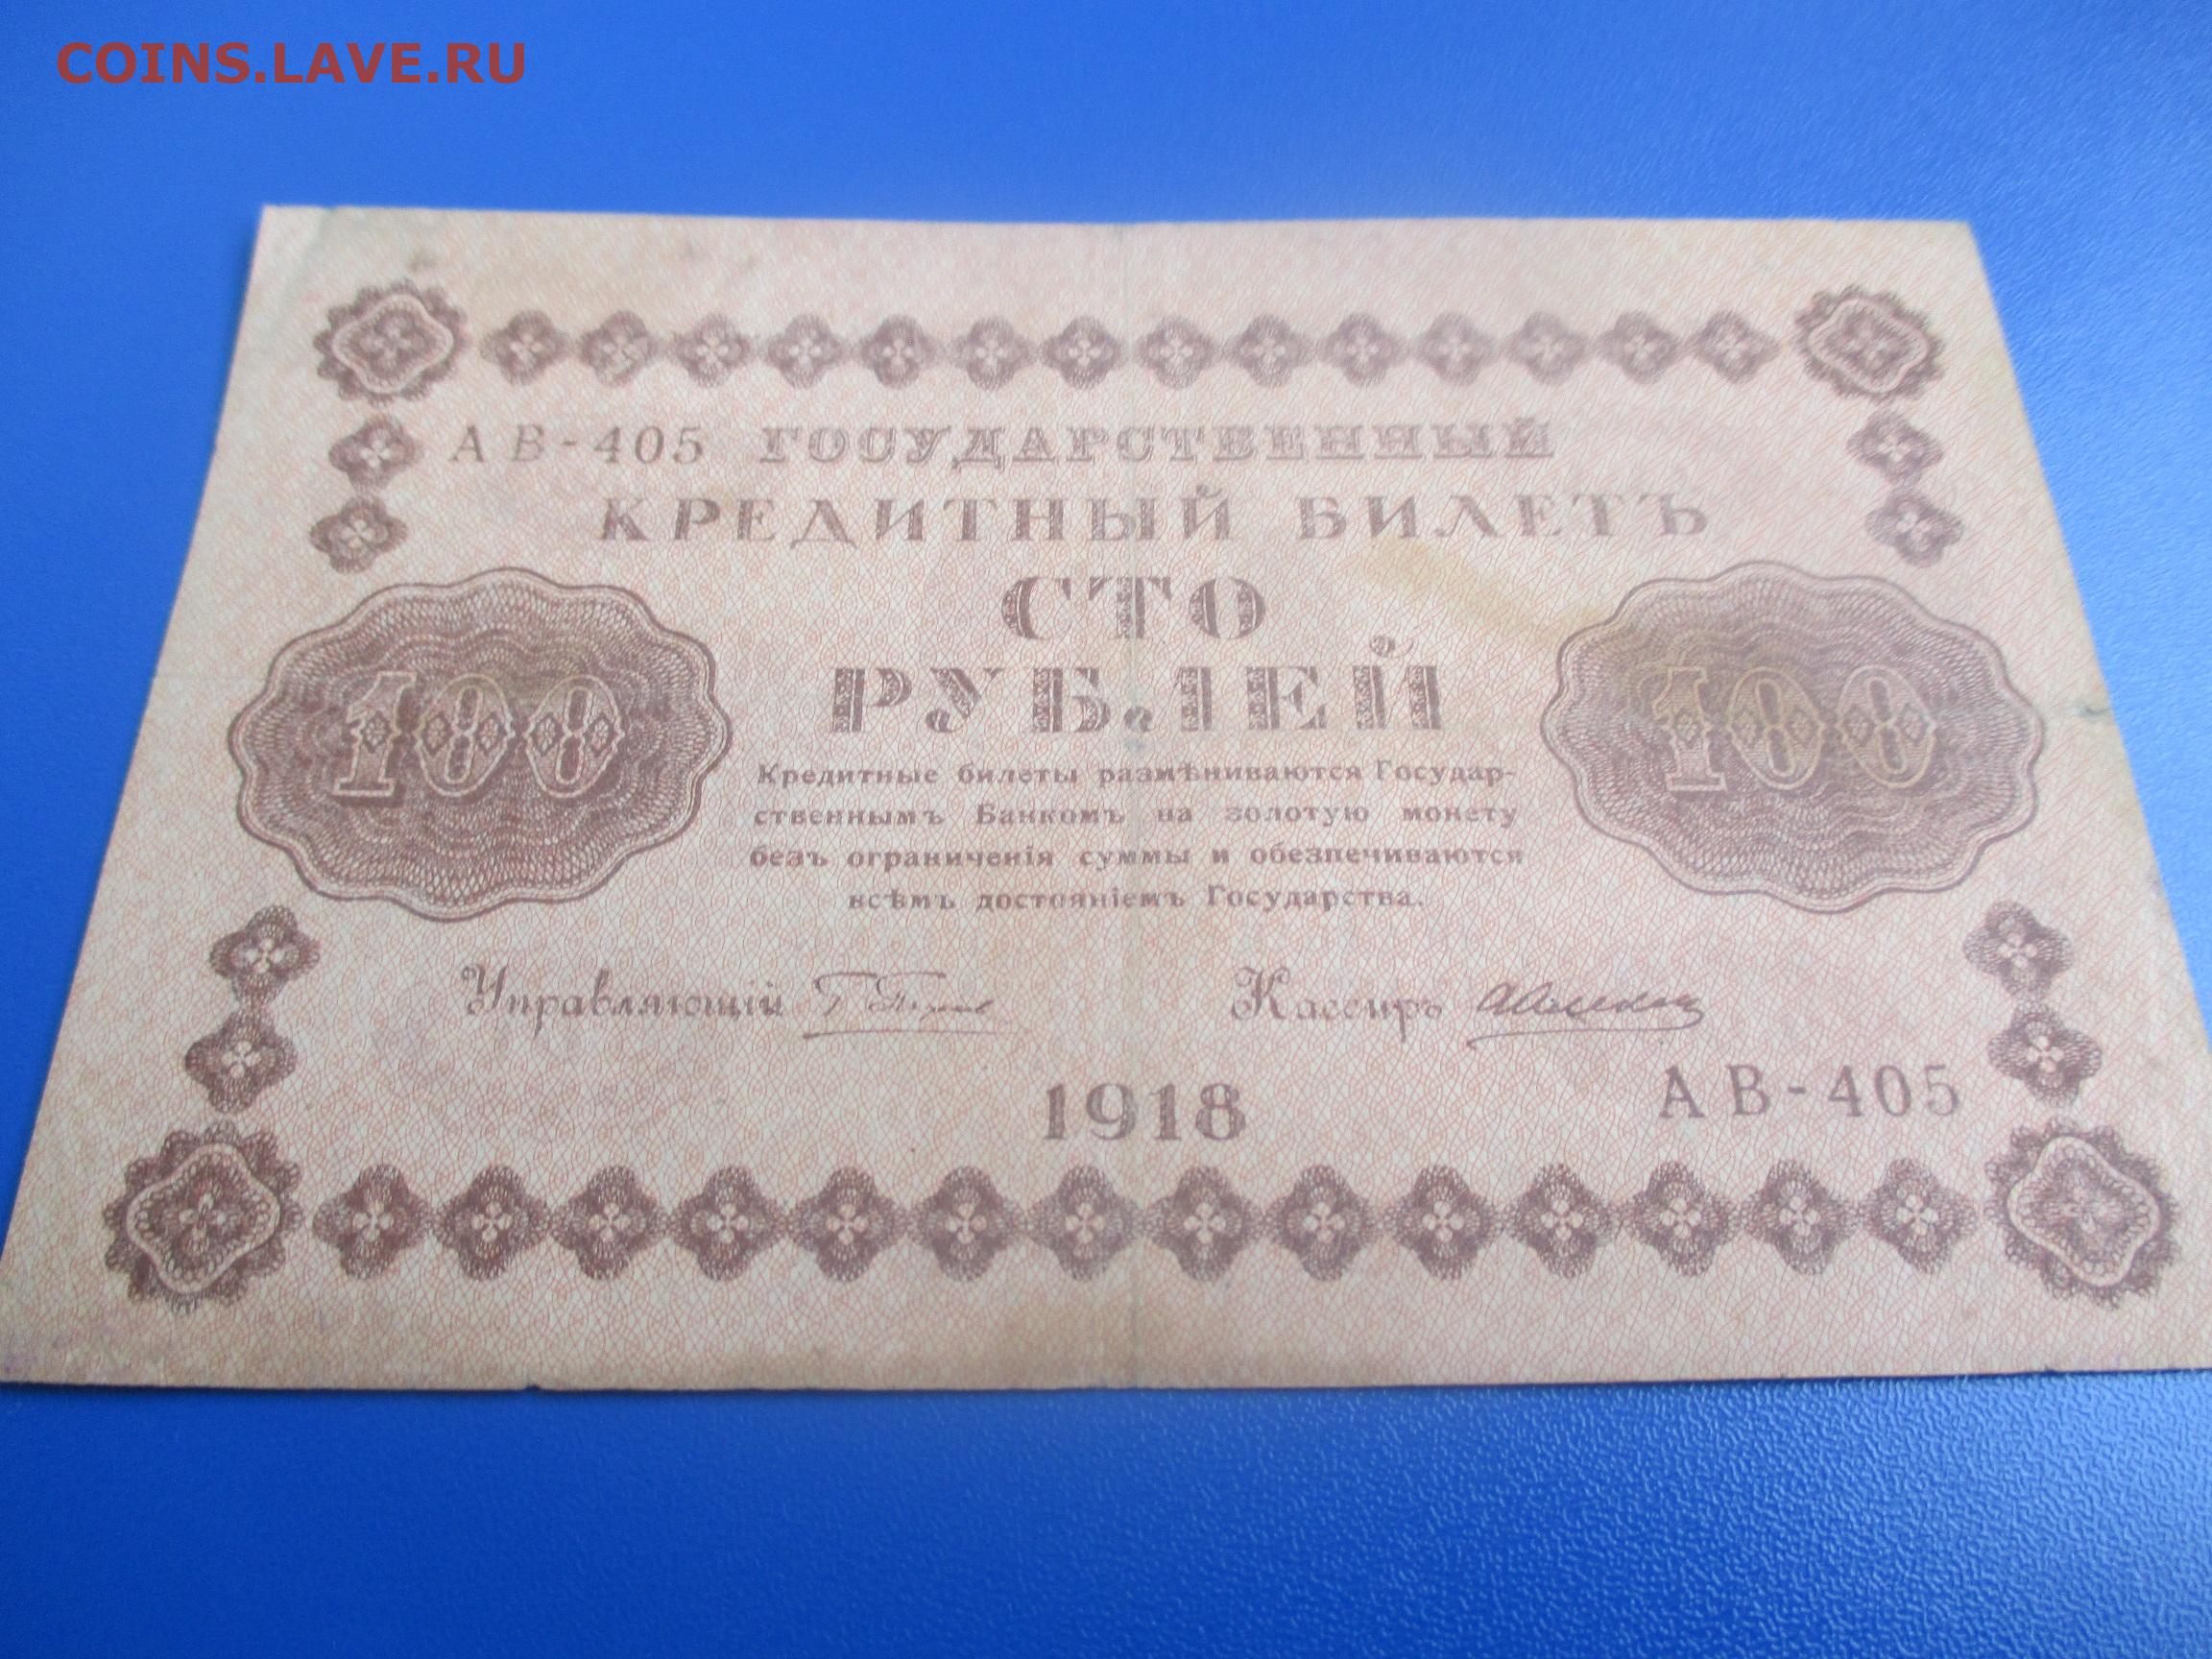 COINS.LAVE.RU
АВ-405 ГОСУДАРСТВЕННЫЙ
КРЕДИТНЫЙ БИЛЕТЪ
СТО
РУБЛЕЙ
100
100
Кредитные билеты размѣниваются Государ-
ственнымъ Банкомъ на золотую монету
безъ ограниченія суммы и обезпечиваются
всѣмъ достояніемъ Государства.
Управляющій
Кассиръ
1918
АВ-405